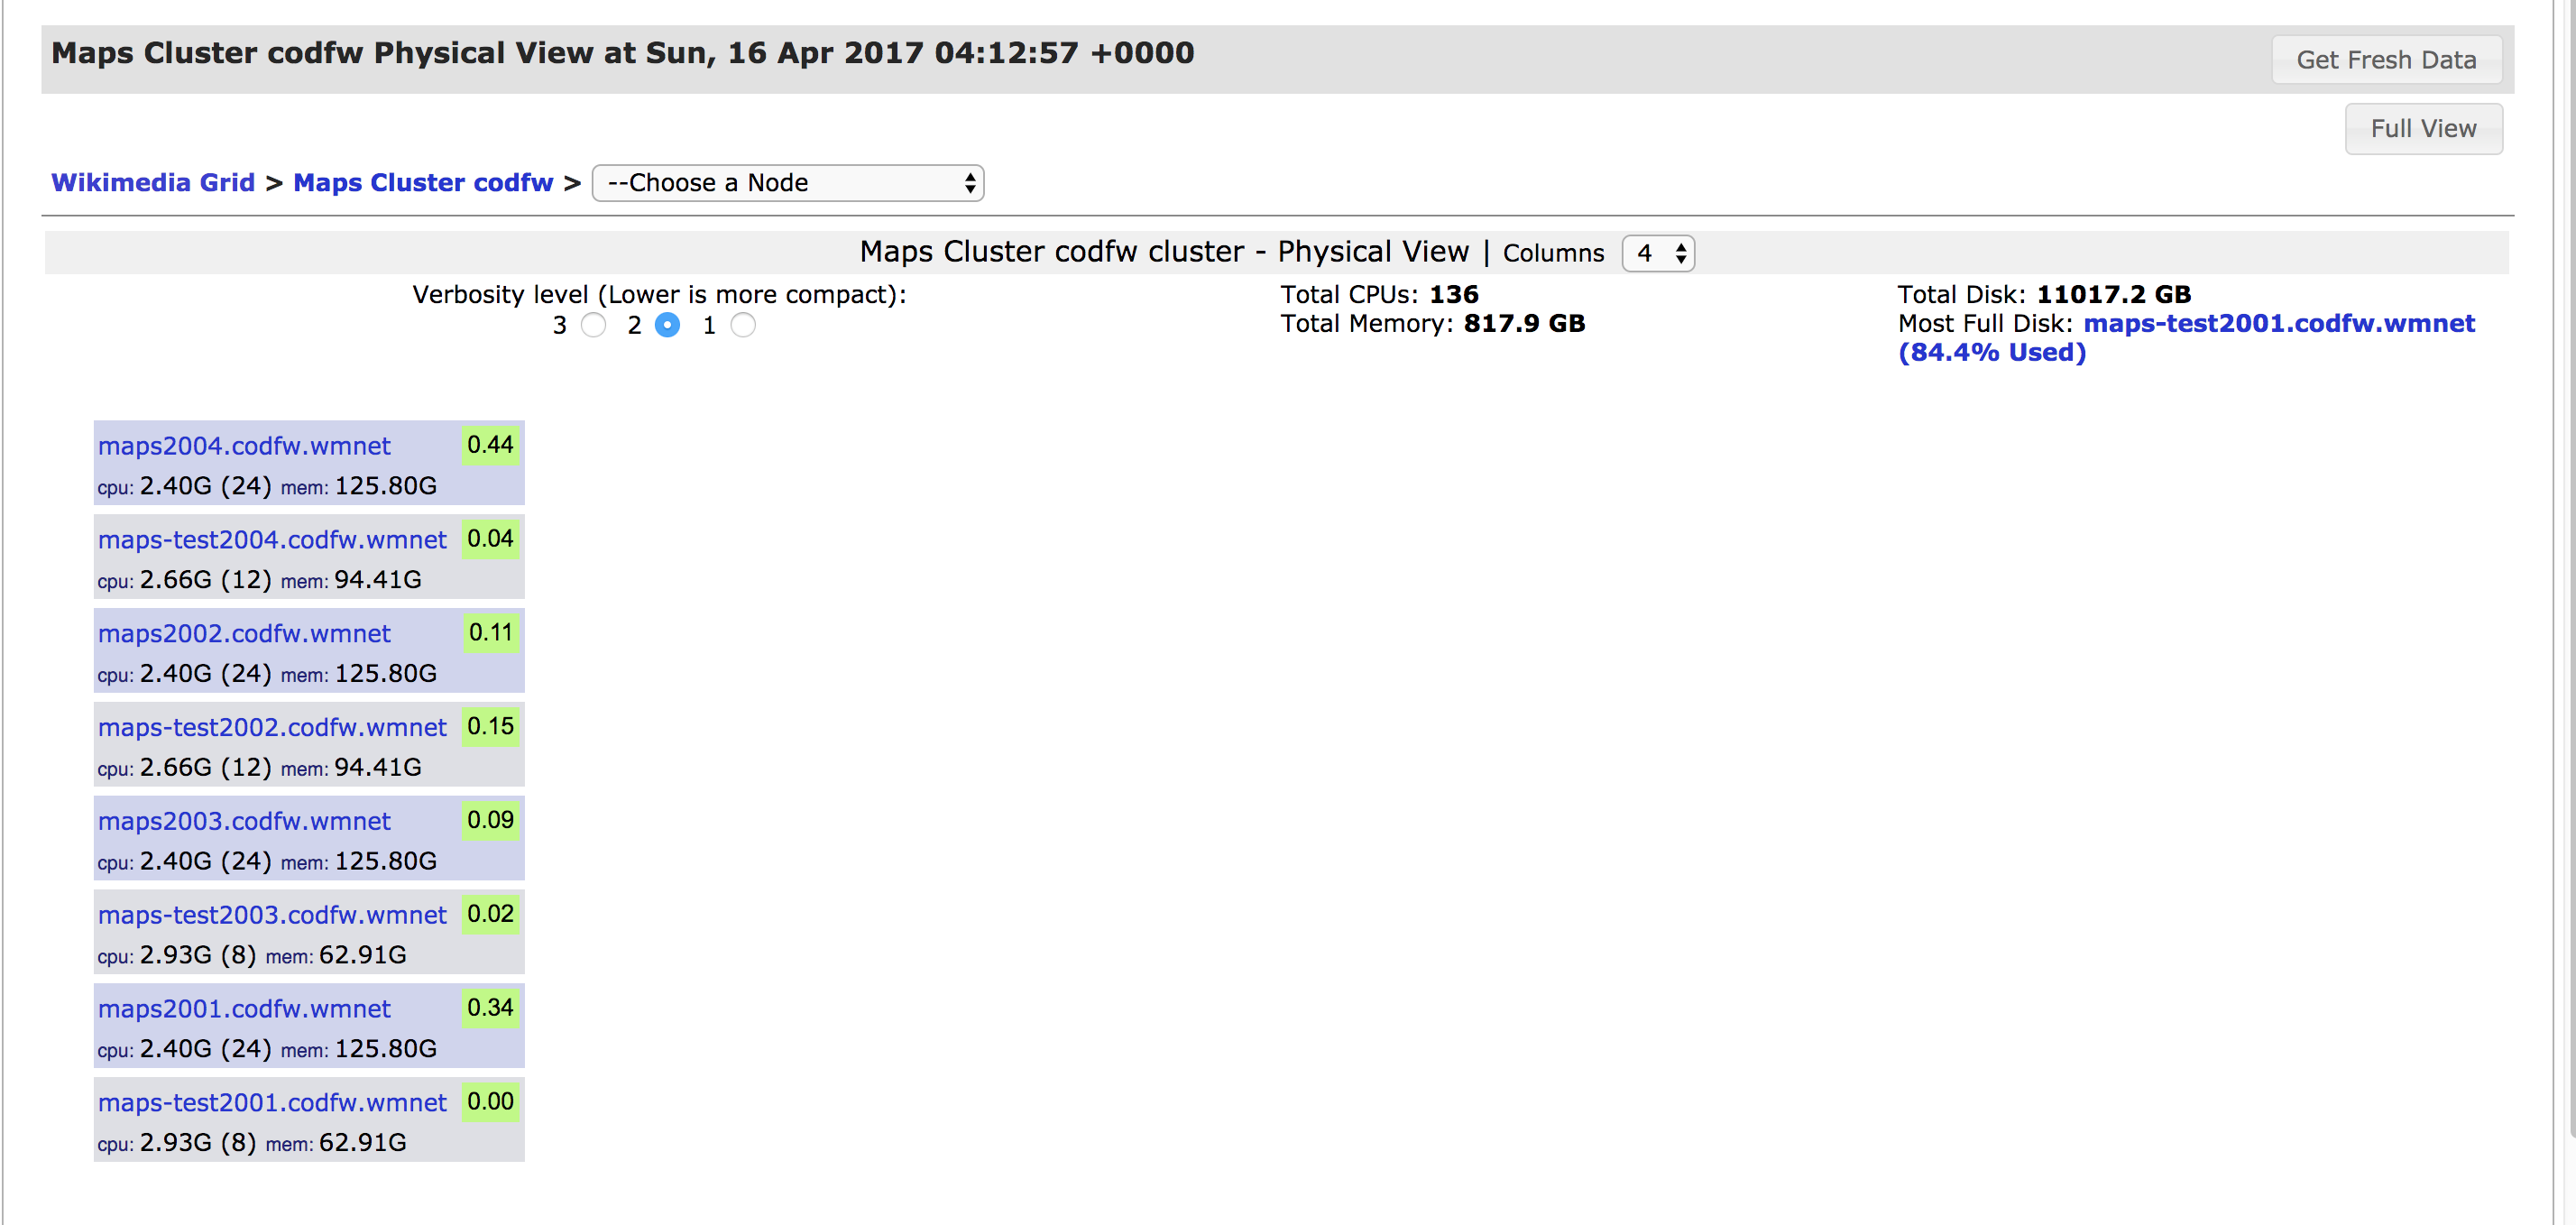 Maps Cluster codfw Physical View at Sun, 16 Apr 2017 04:12:57 +0000
Get Fresh Data
Full View
Wikimedia Grid > Maps Cluster codfw > --Choose a Node
Maps Cluster codfw cluster - Physical View | Columns 4
Verbosity level (Lower is more compact):
3 2 1
Total CPUs: 136
Total Memory: 817.9 GB
Total Disk: 11017.2 GB
Most Full Disk: maps-test2001.codfw.wmnet
(84.4% Used)
maps2004.codfw.wmnet 0.44
cpu: 2.40G (24) mem: 125.80G
maps-test2004.codfw.wmnet 0.04
cpu: 2.66G (12) mem: 94.41G
maps2002.codfw.wmnet 0.11
cpu: 2.40G (24) mem: 125.80G
maps-test2002.codfw.wmnet 0.15
cpu: 2.66G (12) mem: 94.41G
maps2003.codfw.wmnet 0.09
cpu: 2.40G (24) mem: 125.80G
maps-test2003.codfw.wmnet 0.02
cpu: 2.93G (8) mem: 62.91G
maps2001.codfw.wmnet 0.34
cpu: 2.40G (24) mem: 125.80G
maps-test2001.codfw.wmnet 0.00
cpu: 2.93G (8) mem: 62.91G